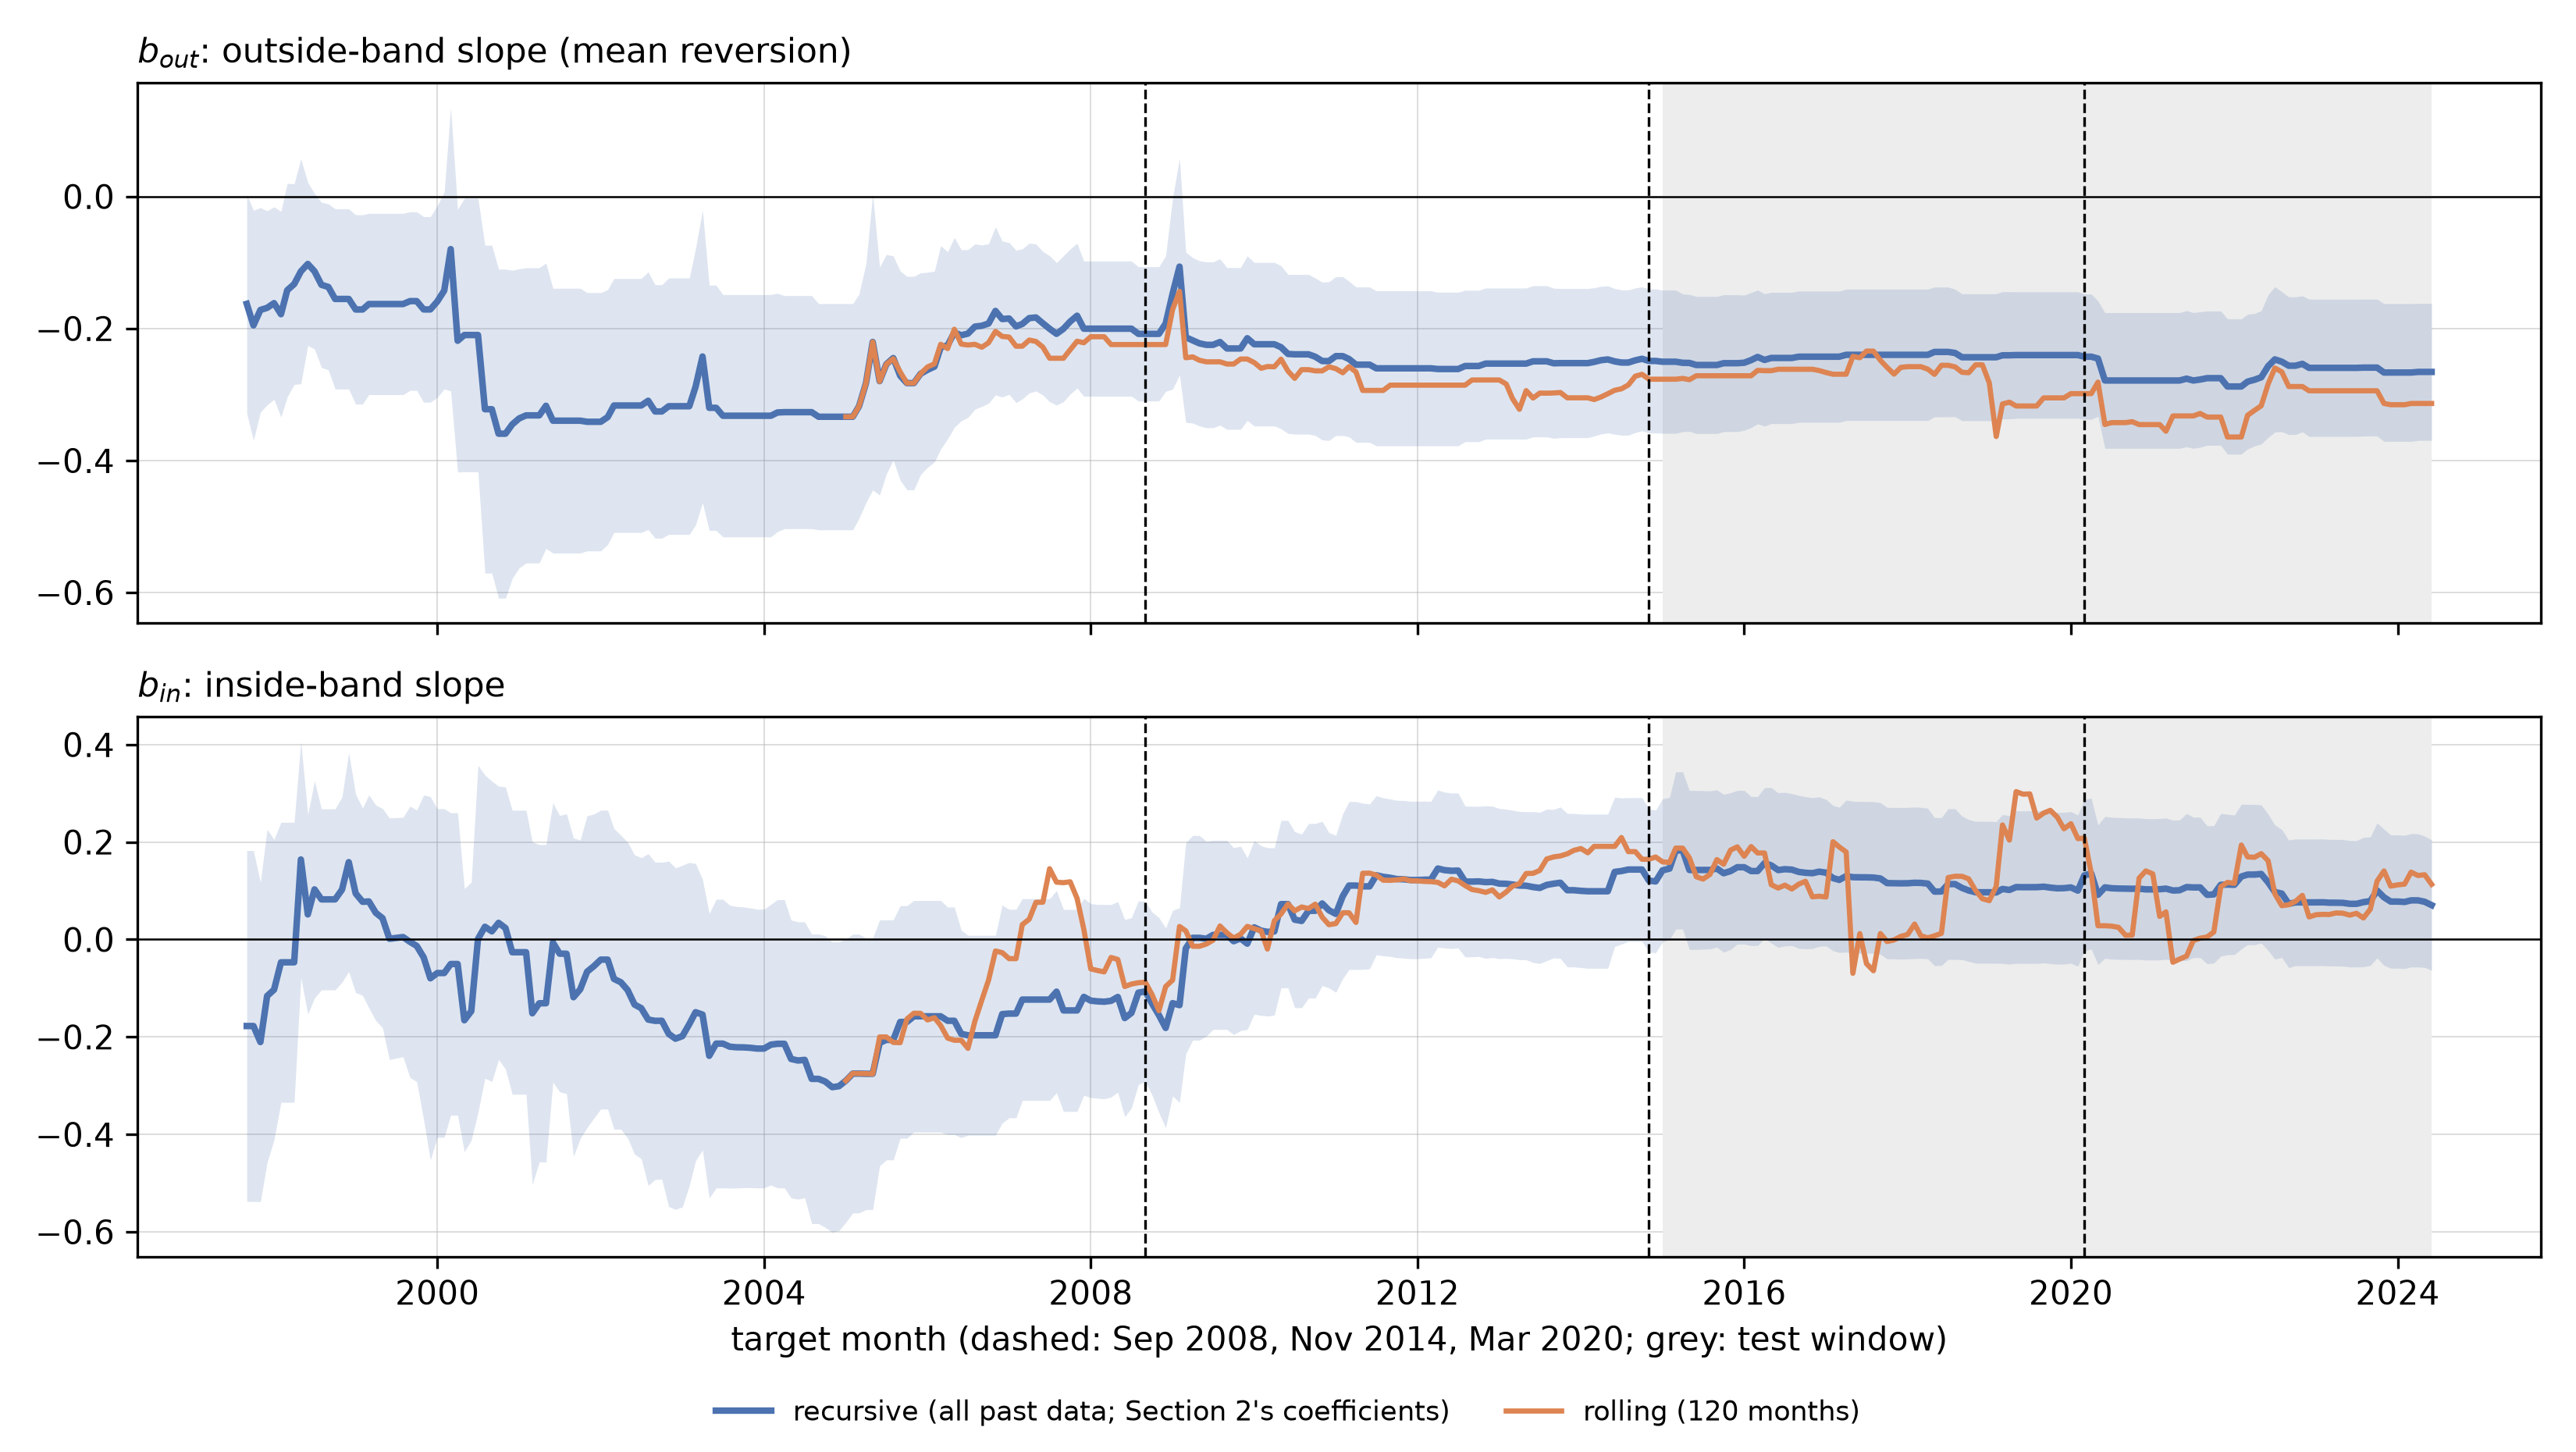 b_out: outside-band slope (mean reversion)
0.0
−0.2
−0.4
−0.6
b_in: inside-band slope
0.4
0.2
0.0
−0.2
−0.4
−0.6
2000 2004 2008 2012 2016 2020 2024
target month (dashed: Sep 2008, Nov 2014, Mar 2020; grey: test window)
recursive (all past data; Section 2's coefficients) rolling (120 months)